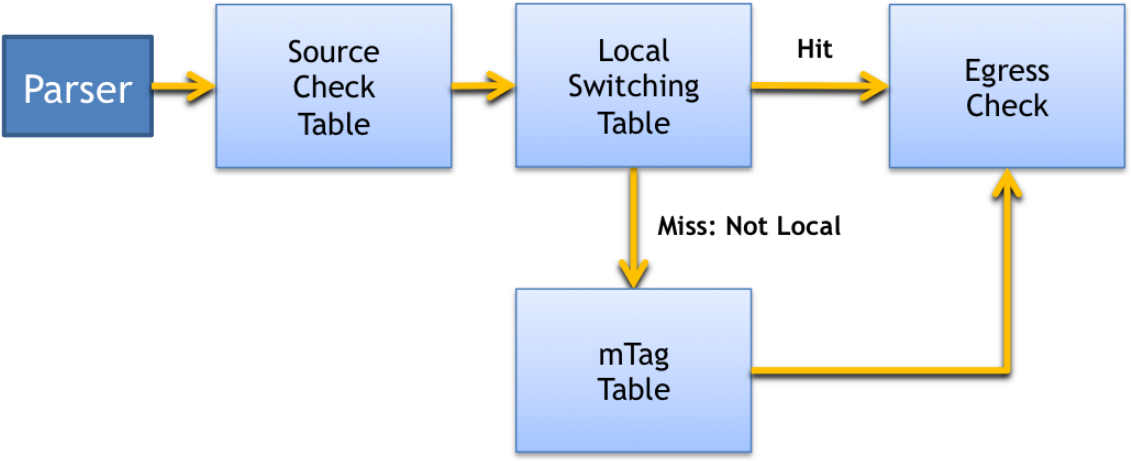 Parser
Source
Check
Table
Local
Switching
Table
Hit
Egress
Check
Miss: Not Local
mTag
Table